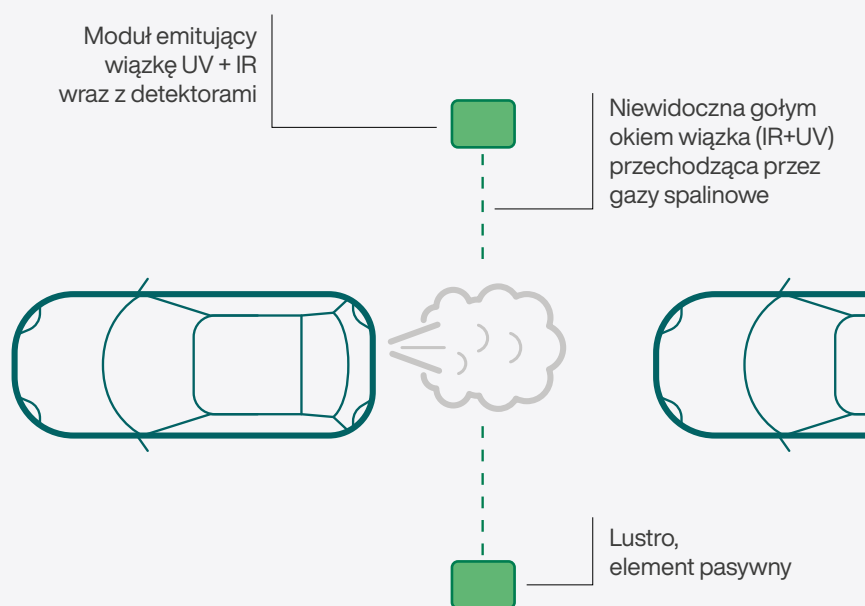 Moduł emitujący
wiązkę UV + IR
wraz z detektorami
Niewidoczna gołym
okiem wiązka (IR+UV)
przechodząca przez
gazy spalinowe
Lustro,
element pasywny